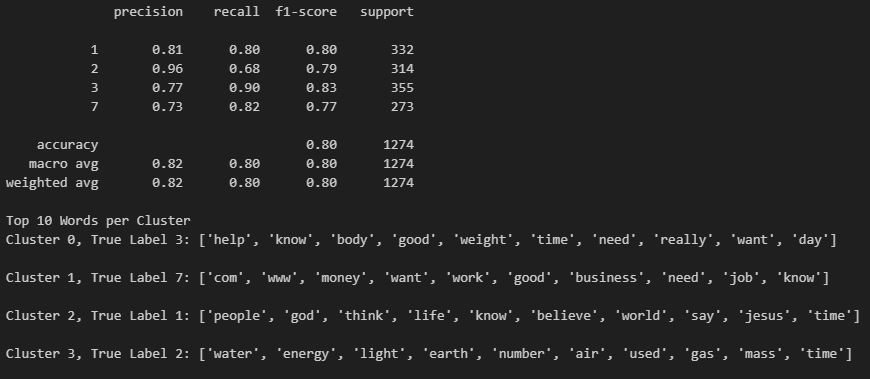 precision recall f1-score support
1 0.81 0.80 0.80 332
2 0.96 0.68 0.79 314
3 0.77 0.90 0.83 355
7 0.73 0.82 0.77 273
accuracy 0.80 1274
macro avg 0.82 0.80 0.80 1274
weighted avg 0.82 0.80 0.80 1274
Top 10 Words per Cluster
Cluster 0, True Label 3: ['help', 'know', 'body', 'good', 'weight', 'time', 'need', 'really', 'want', 'day']
Cluster 1, True Label 7: ['com', 'www', 'money', 'want', 'work', 'good', 'business', 'need', 'job', 'know']
Cluster 2, True Label 1: ['people', 'god', 'think', 'life', 'know', 'believe', 'world', 'say', 'jesus', 'time']
Cluster 3, True Label 2: ['water', 'energy', 'light', 'earth', 'number', 'air', 'used', 'gas', 'mass', 'time']